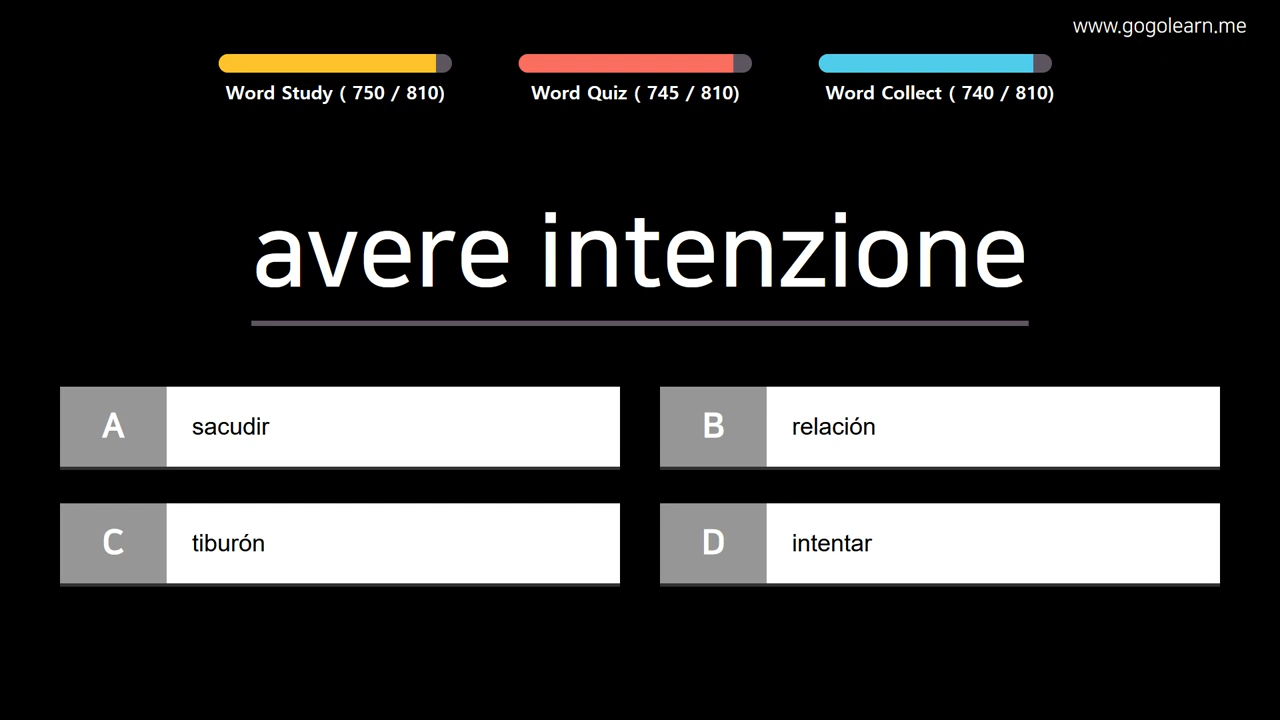 www.gogolearn.me
Word Study ( 750 / 810)
Word Quiz ( 745 / 810)
Word Collect ( 740 / 810)
avere intenzione
A
sacudir
B
relación
C
tiburón
D
intentar